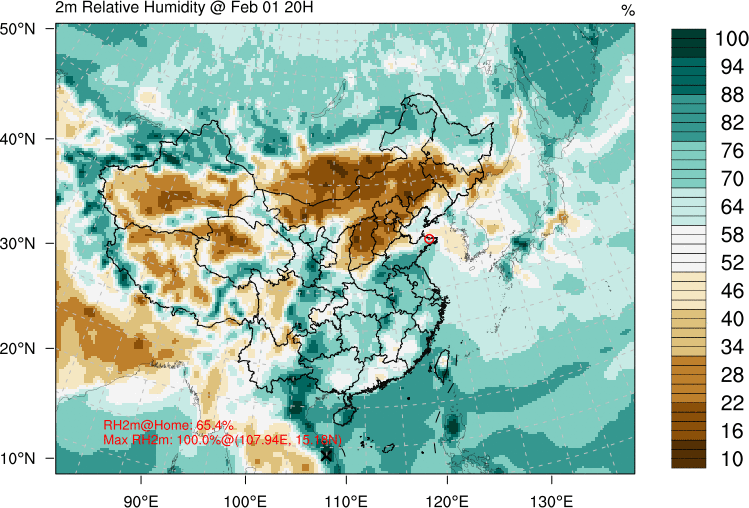 2m Relative Humidity @ Feb 01 20H
%
50°N
40°N
30°N
20°N
10°N
90°E
100°E
110°E
120°E
130°E
100
94
88
82
76
70
64
58
52
46
40
34
28
22
16
10
RH2m@Home: 65.4%
Max RH2m: 100.0%@(107.94E, 15.19N)